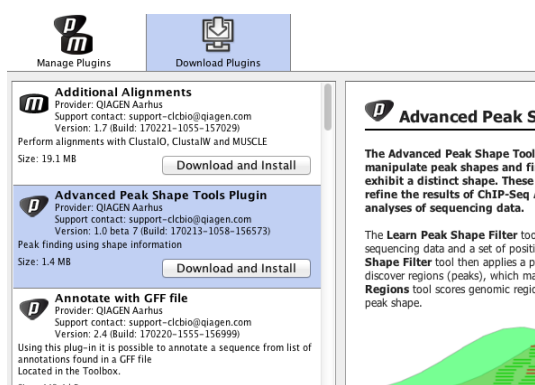 Manage Plugins
Download Plugins
Additional Alignments
Provider: QIAGEN Aarhus
Support contact: support-clcbio@qiagen.com
Version: 1.7 (Build: 170221-1055-157029)
Perform alignments with ClustalO, ClustalW and MUSCLE
Size: 19.1 MB
Download and Install
Advanced Peak Shape Tools Plugin
Provider: QIAGEN Aarhus
Support contact: support-clcbio@qiagen.com
Version: 1.0 beta 7 (Build: 170213-1058-156573)
Peak finding using shape information
Size: 1.4 MB
Download and Install
Annotate with GFF file
Provider: QIAGEN Aarhus
Support contact: support-clcbio@qiagen.com
Version: 2.4 (Build: 170220-1555-156999)
Using this plug-in it is possible to annotate a sequence from list of
annotations found in a GFF file
Located in the Toolbox.
Advanced Peak S
The Advanced Peak Shape Tool
manipulate peak shapes and fi
exhibit a distinct shape. These
refine the results of ChIP-Seq
analyses of sequencing data.
The Learn Peak Shape Filter too
sequencing data and a set of positi
Shape Filter tool then applies a p
discover regions (peaks), which ma
Regions tool scores genomic regio
peak shape.